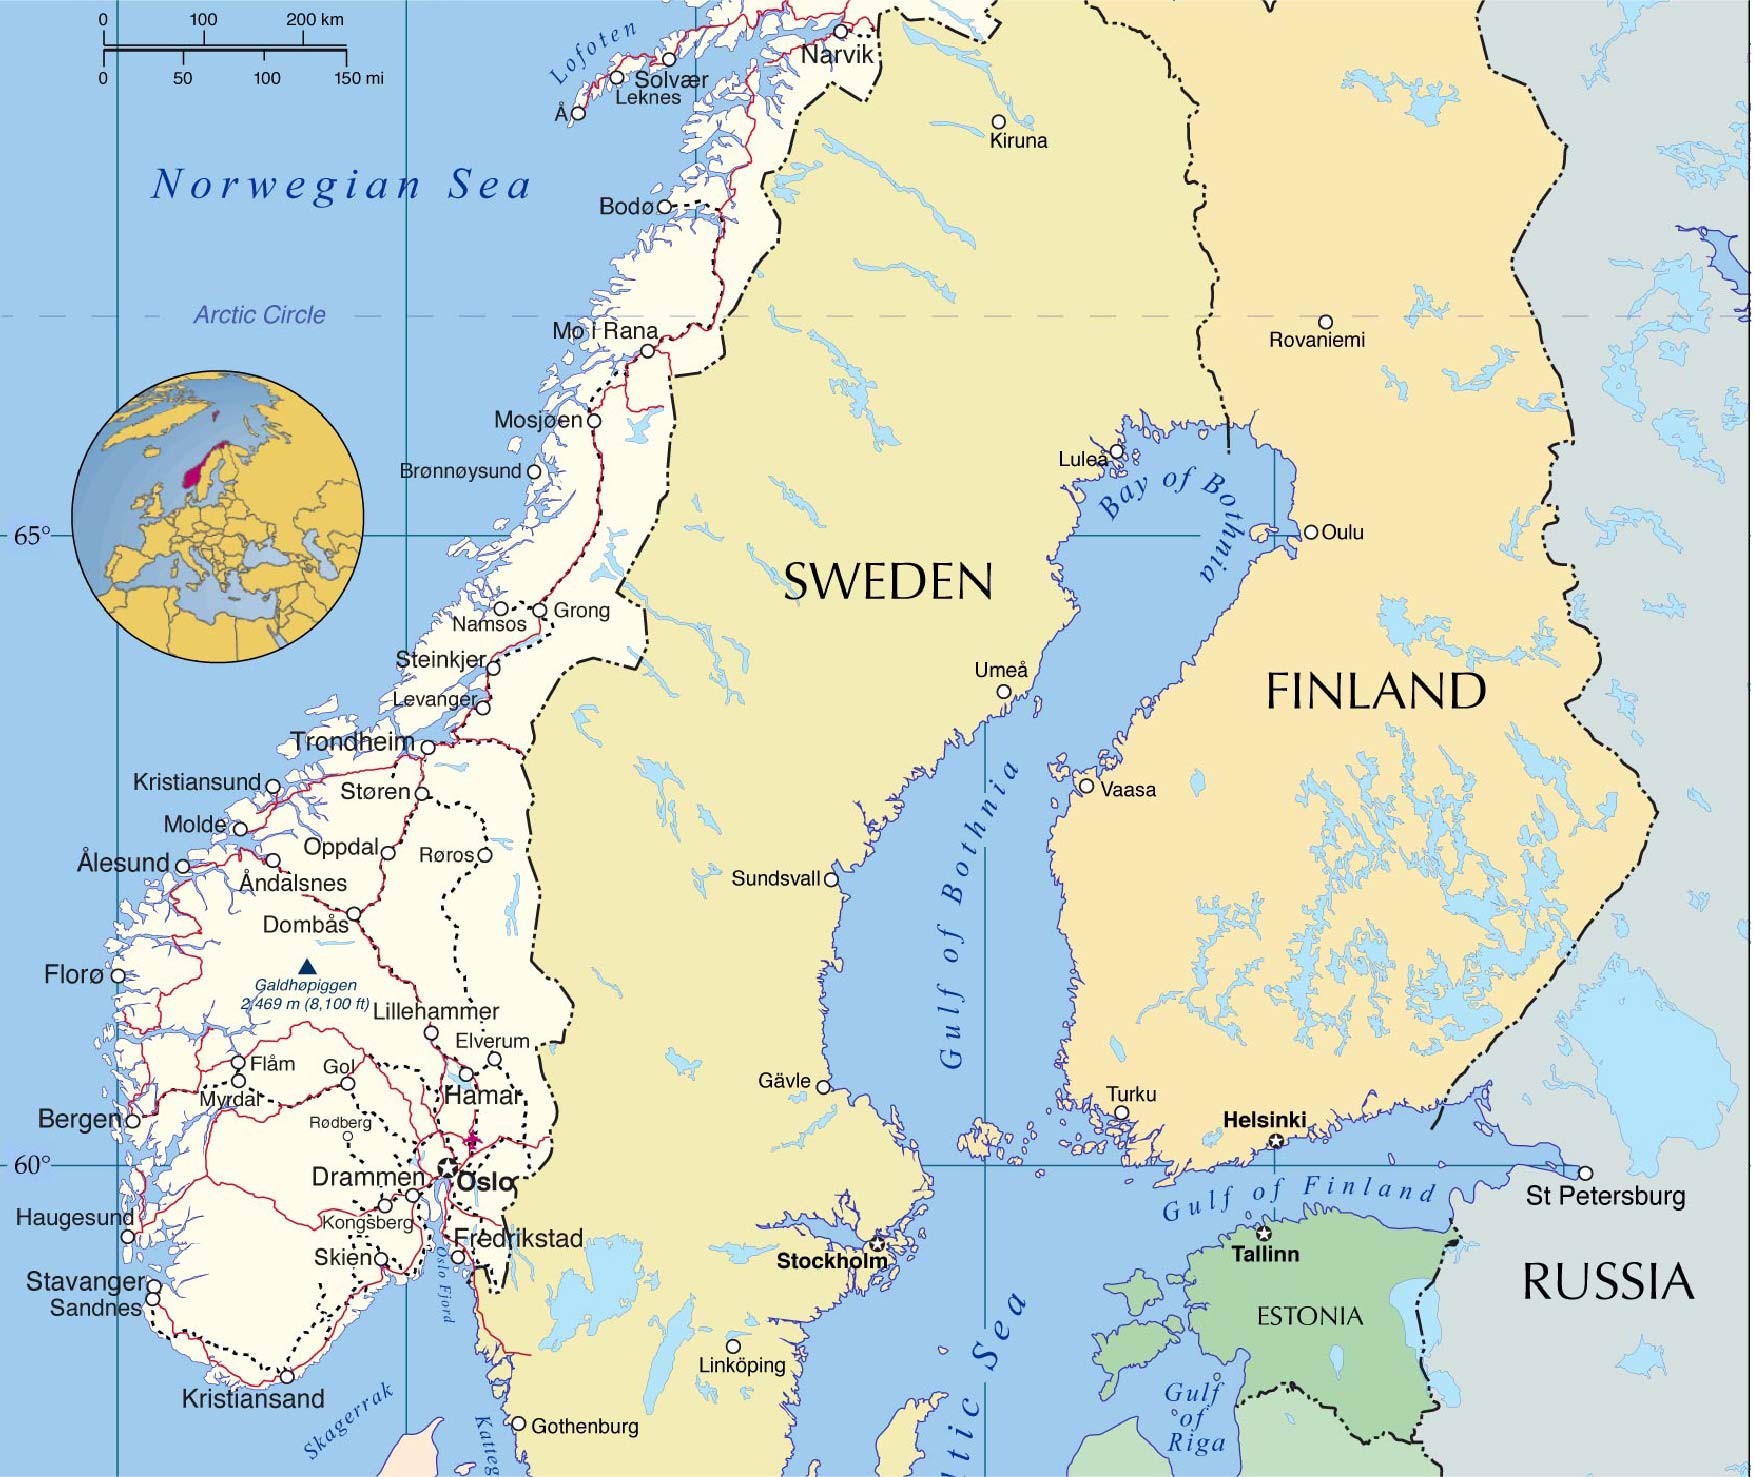 0 100 200 km
0 50 100 150 mi
Lofoten
Narvik
Solvær
Leknes
Å
Kiruna
Norwegian Sea
Bodø
Arctic Circle
Mo i Rana
Rovaniemi
Mosjøen
Brønnøysund
Luleå
Bay of Bothnia
65°
Oulu
SWEDEN
Grong
Namsos
Steinkjer
Umeå
FINLAND
Levanger
Trondheim
Kristiansund
Støren
Vaasa
Molde
Oppdal
Røros
Ålesund
Åndalsnes
Sundsvall
Gulf of Bothnia
Dombås
Florø
Galdhøpiggen
2,469 m (8,100 ft)
Lillehammer
Elverum
Flåm
Gol
Gävle
Myrdal
Hamar
Turku
Bergen
Rødberg
Helsinki
60°
Drammen
Oslo
Gulf of Finland
St Petersburg
Haugesund
Kongsberg
Fredrikstad
Skien
Stockholm
Tallinn
Oslo Fjord
Stavanger
Sandnes
RUSSIA
ESTONIA
Linköping
Kristiansand
Skagerrak
Gothenburg
Katteg
ltic Sea
Gulf
of
Riga